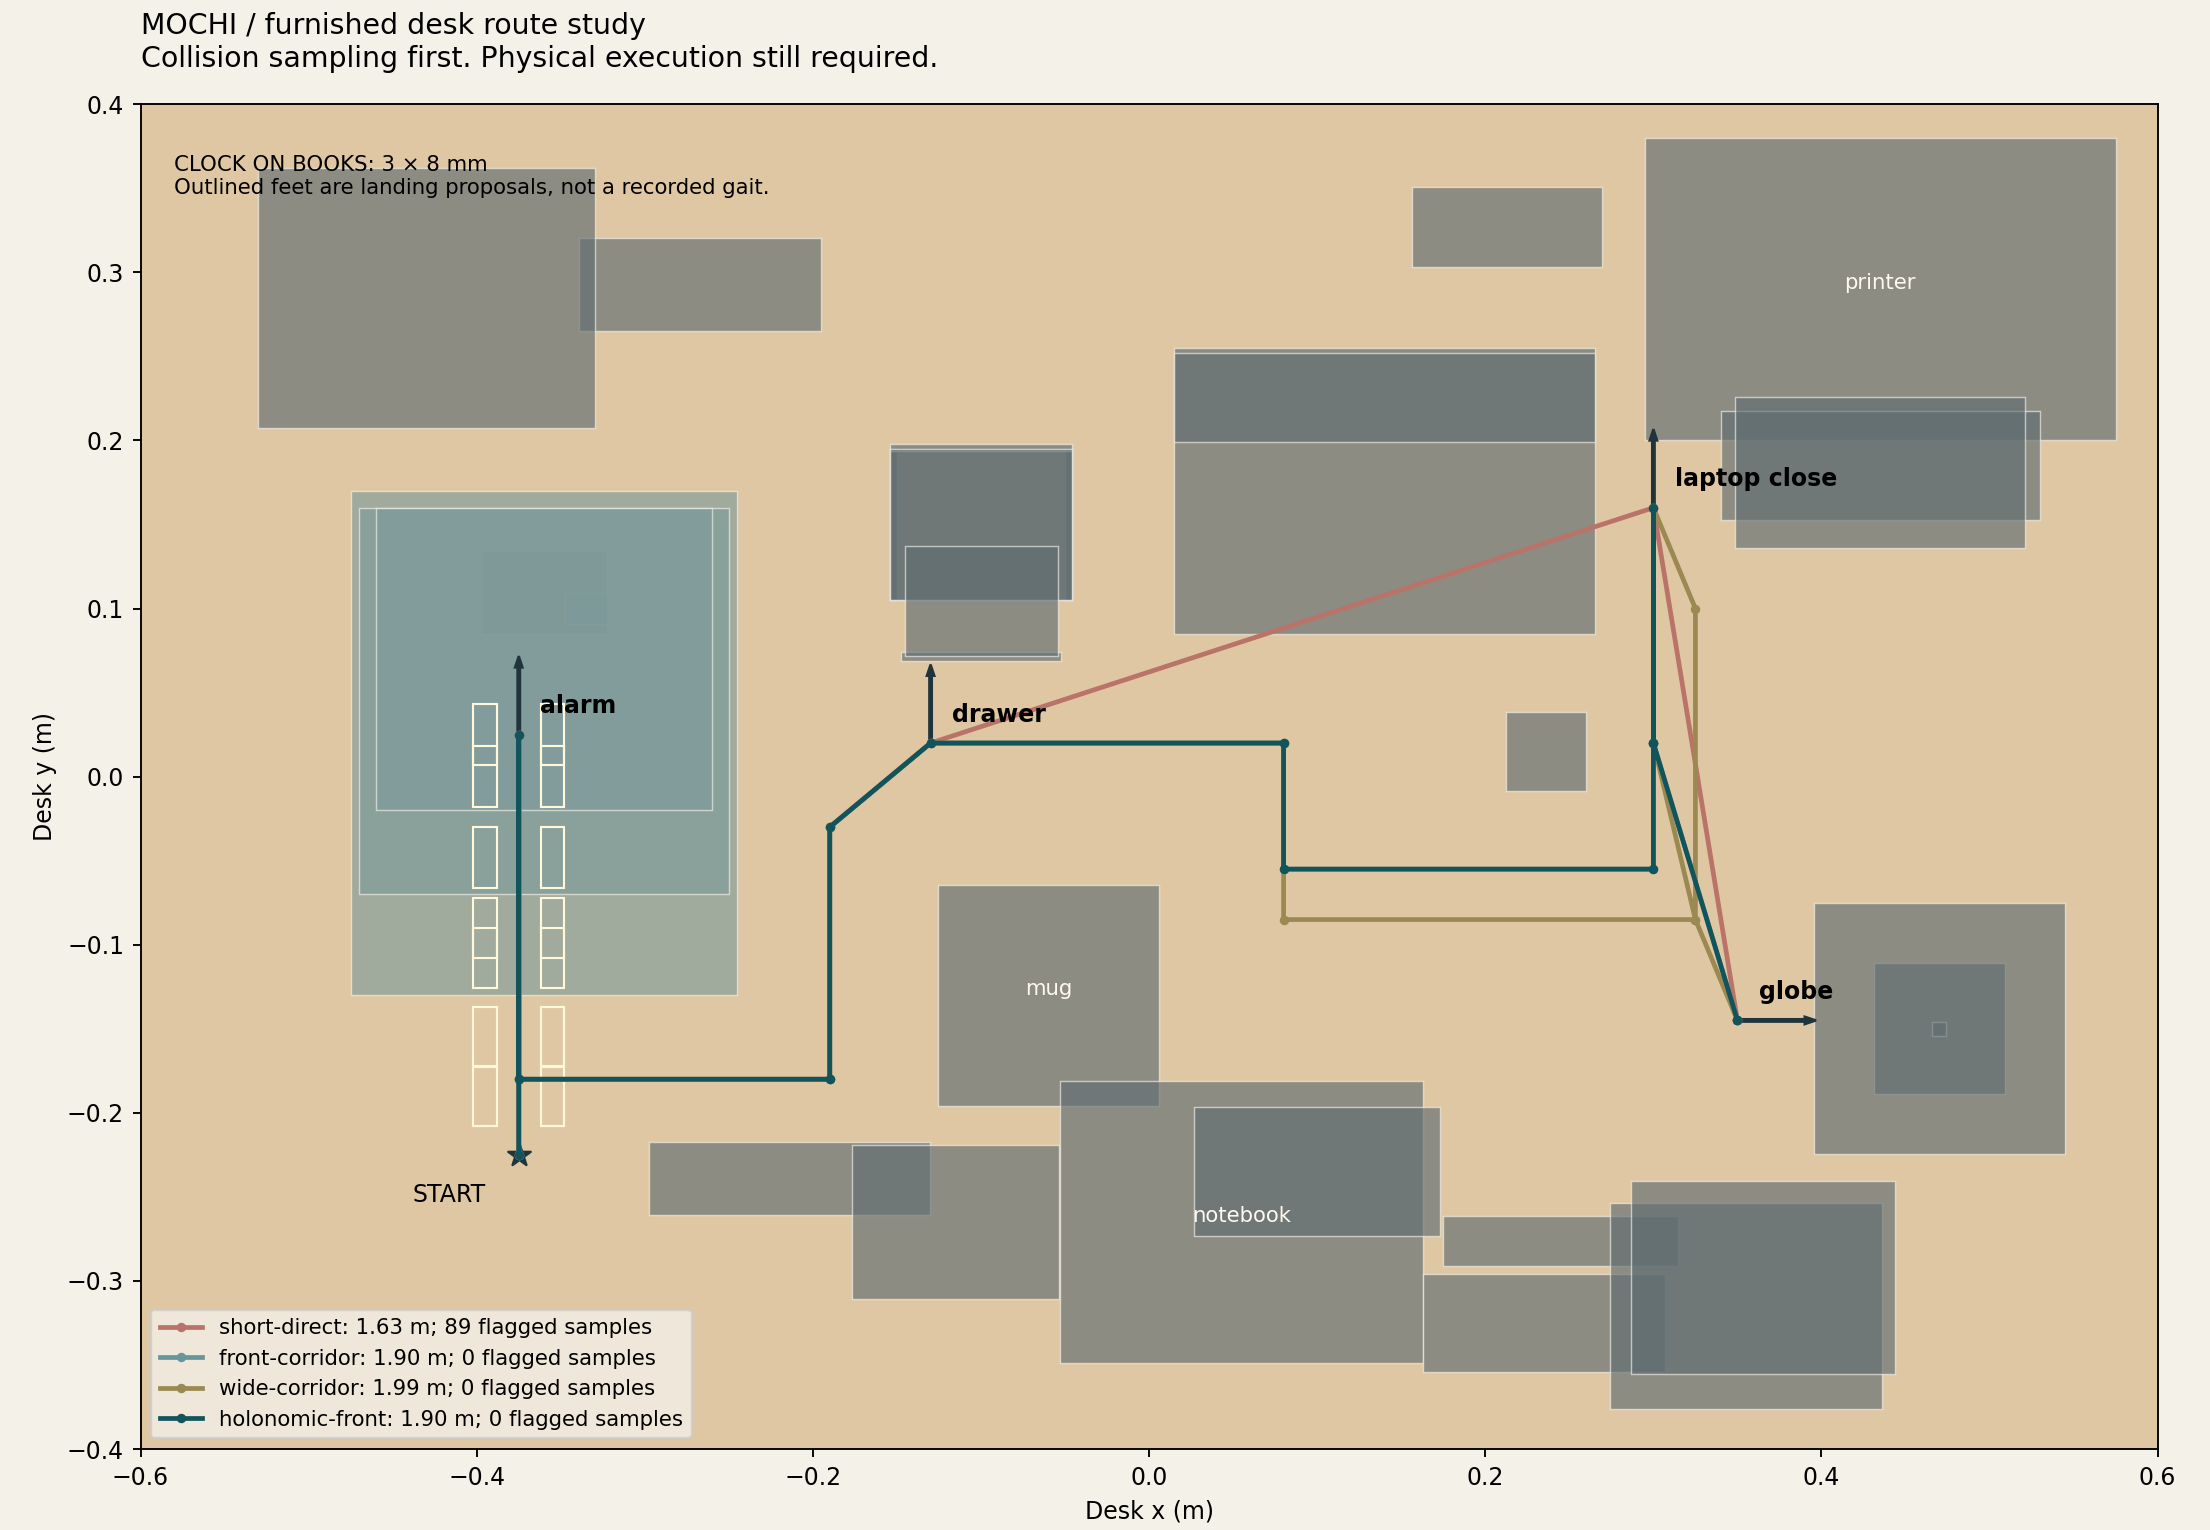 MOCHI / furnished desk route study
Collision sampling first. Physical execution still required.
CLOCK ON BOOKS: 3 × 8 mm
Outlined feet are landing proposals, not a recorded gait.
printer
laptop close
alarm
drawer
mug
globe
START
notebook
short-direct: 1.63 m; 89 flagged samples
front-corridor: 1.90 m; 0 flagged samples
wide-corridor: 1.99 m; 0 flagged samples
holonomic-front: 1.90 m; 0 flagged samples
0.4
0.3
0.2
0.1
0.0
−0.1
−0.2
−0.3
−0.4
Desk y (m)
−0.6
−0.4
−0.2
0.0
0.2
0.4
0.6
Desk x (m)